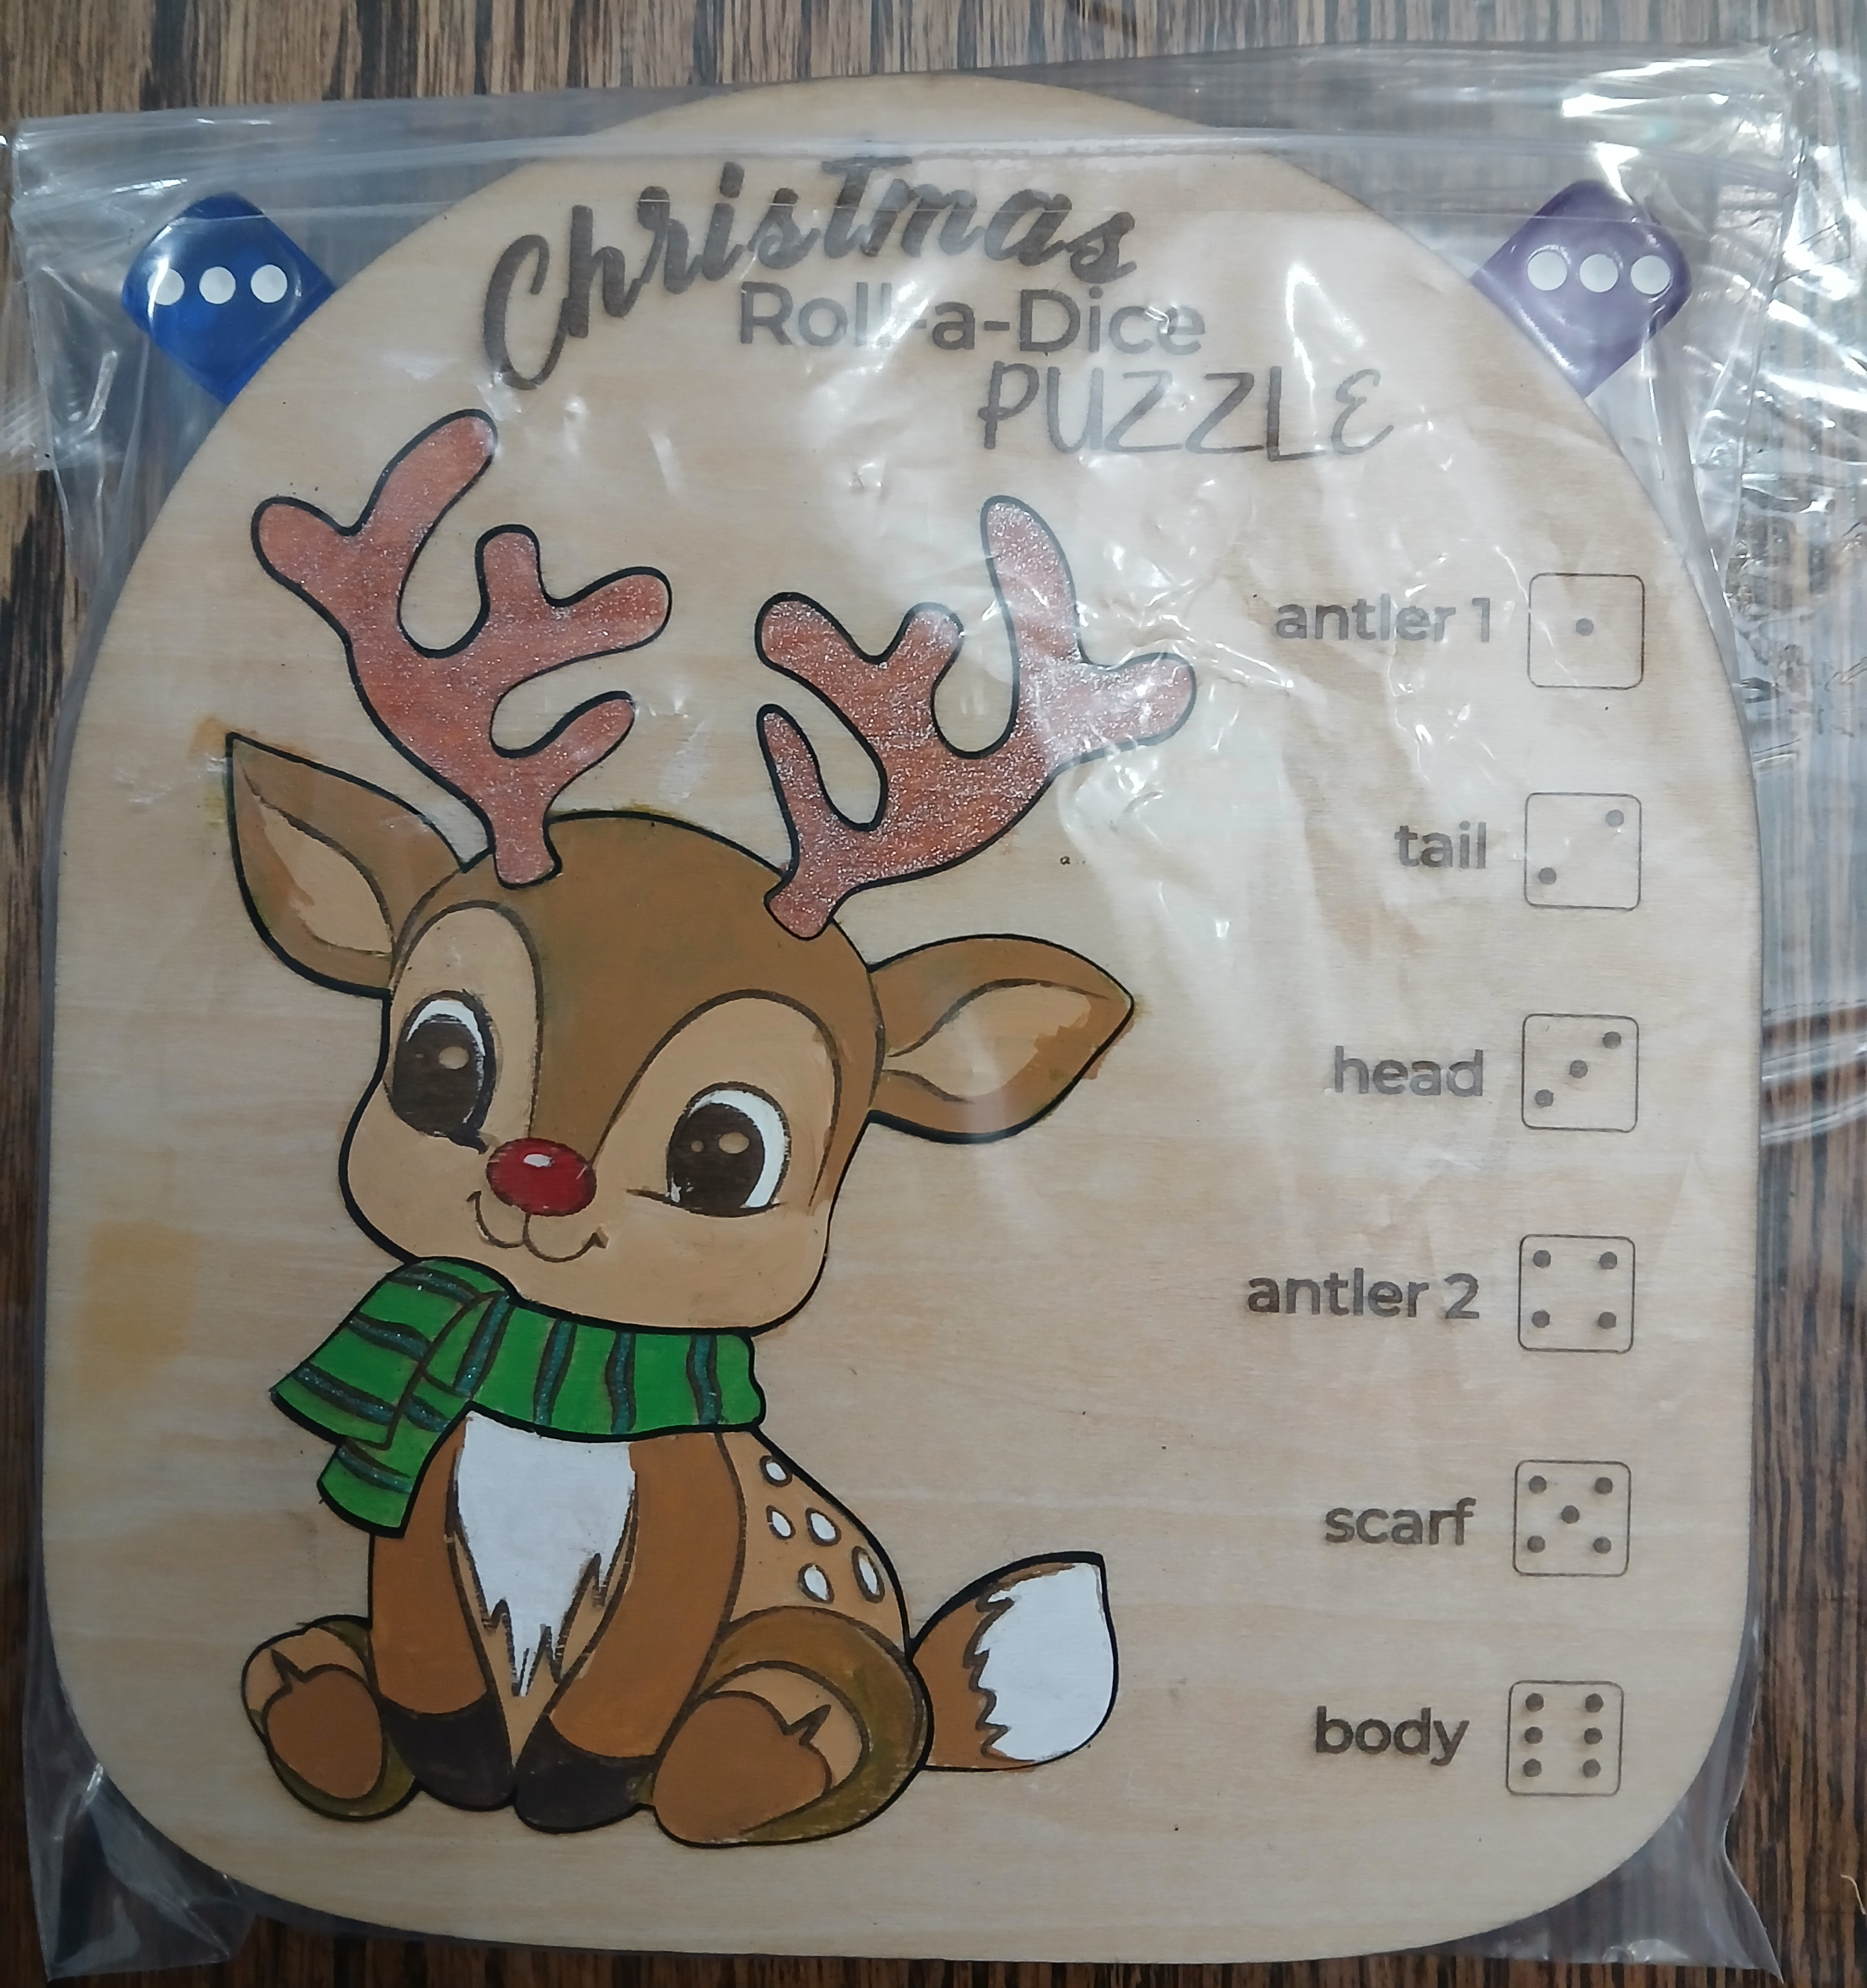 Christmas
Roll-a-Dice
PUZZLE
antler 1
tail
head
antler 2
scarf
body